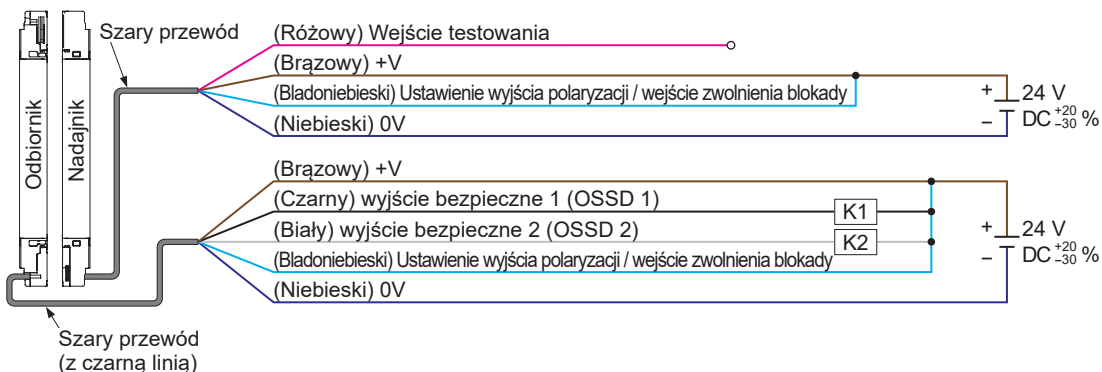 Szary przewód
Odbiornik
Nadajnik
(Różowy) Wejście testowania
(Brązowy) +V
(Bladoniebieski) Ustawienie wyjścia polaryzacji / wejście zwolnienia blokady
(Niebieski) 0V
+
−
24 V
DC +20 −30 %
(Brązowy) +V
(Czarny) wyjście bezpieczne 1 (OSSD 1)
K1
(Biały) wyjście bezpieczne 2 (OSSD 2)
K2
(Bladoniebieski) Ustawienie wyjścia polaryzacji / wejście zwolnienia blokady
(Niebieski) 0V
+
−
24 V
DC +20 −30 %
Szary przewód
(z czarną linią)